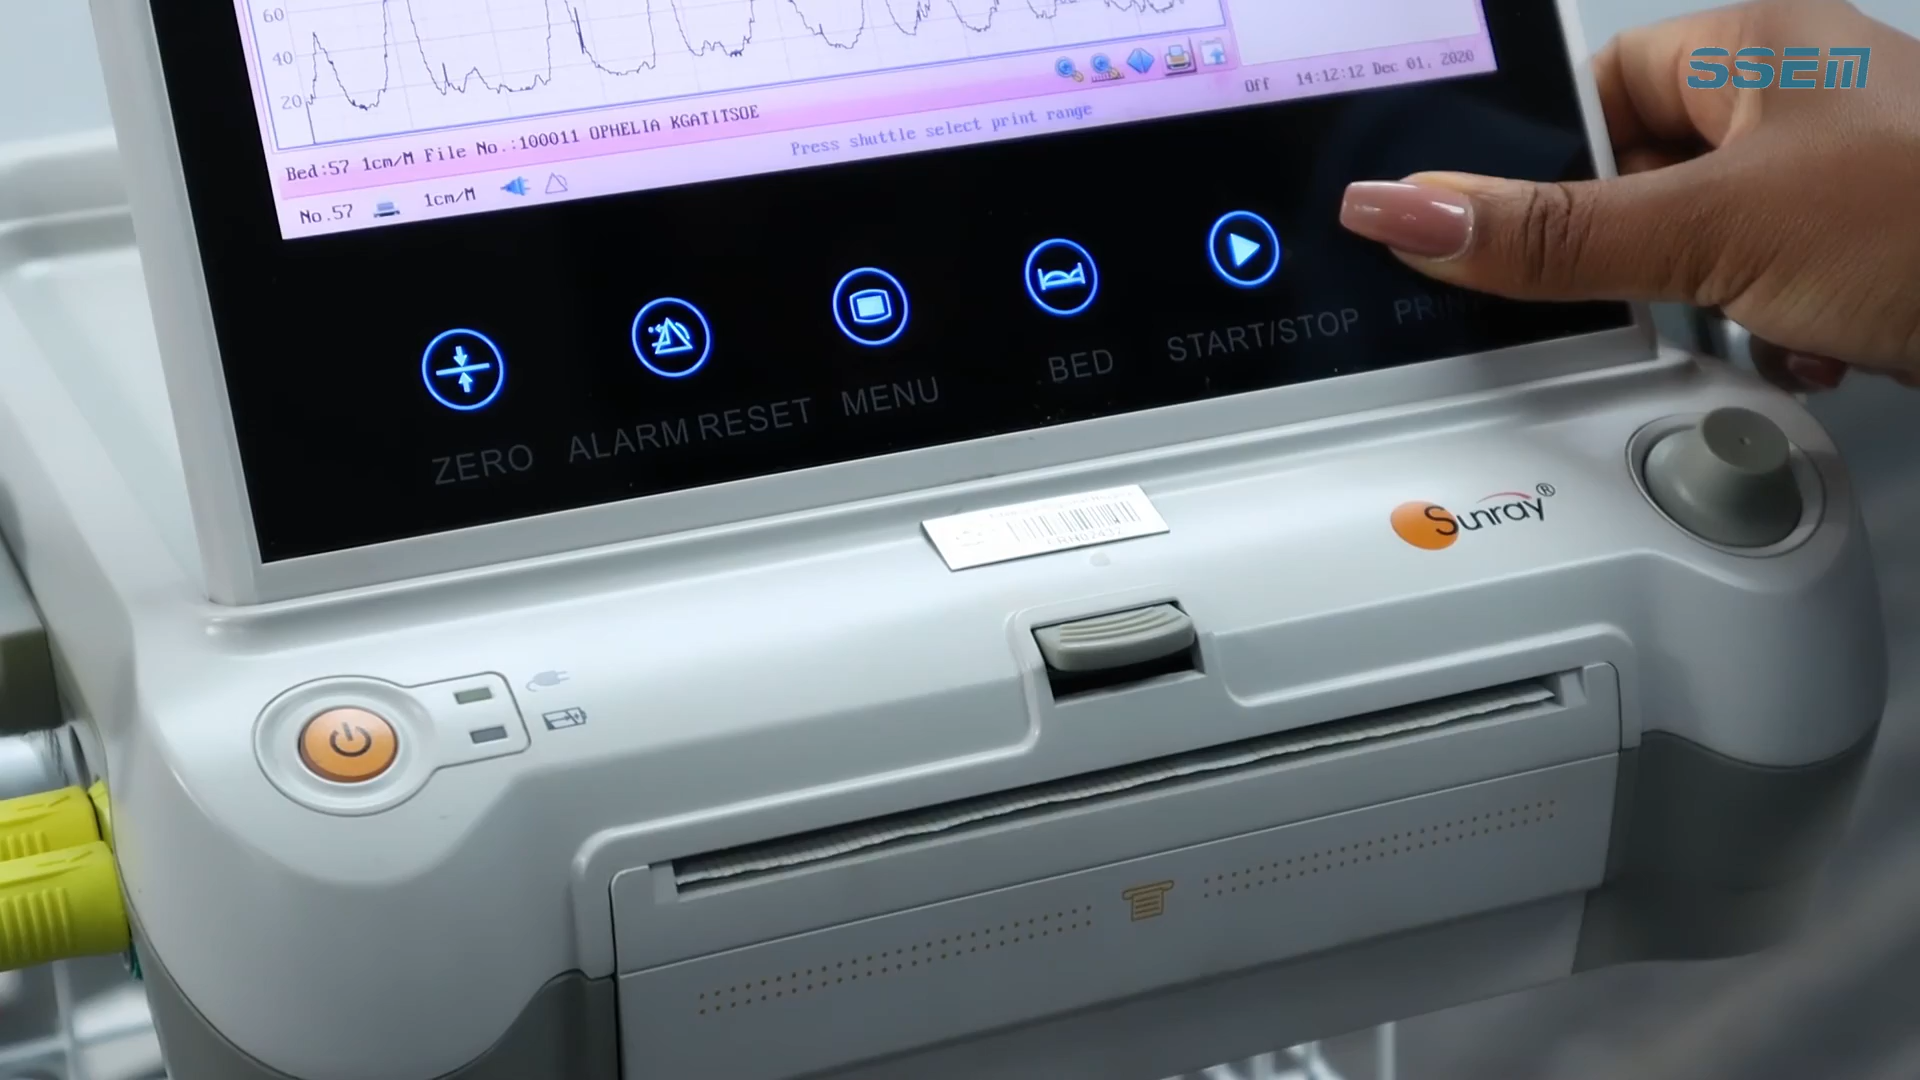 SSEM
60
40
20
Off 14:12:12 Dec 01, 2020
Bed:57 1cm/M File No.:100011 OPHELIA KGATITSOE
Press shuttle select print range
No.57 1cm/M
ZERO ALARM RESET MENU BED START/STOP
Sunray®